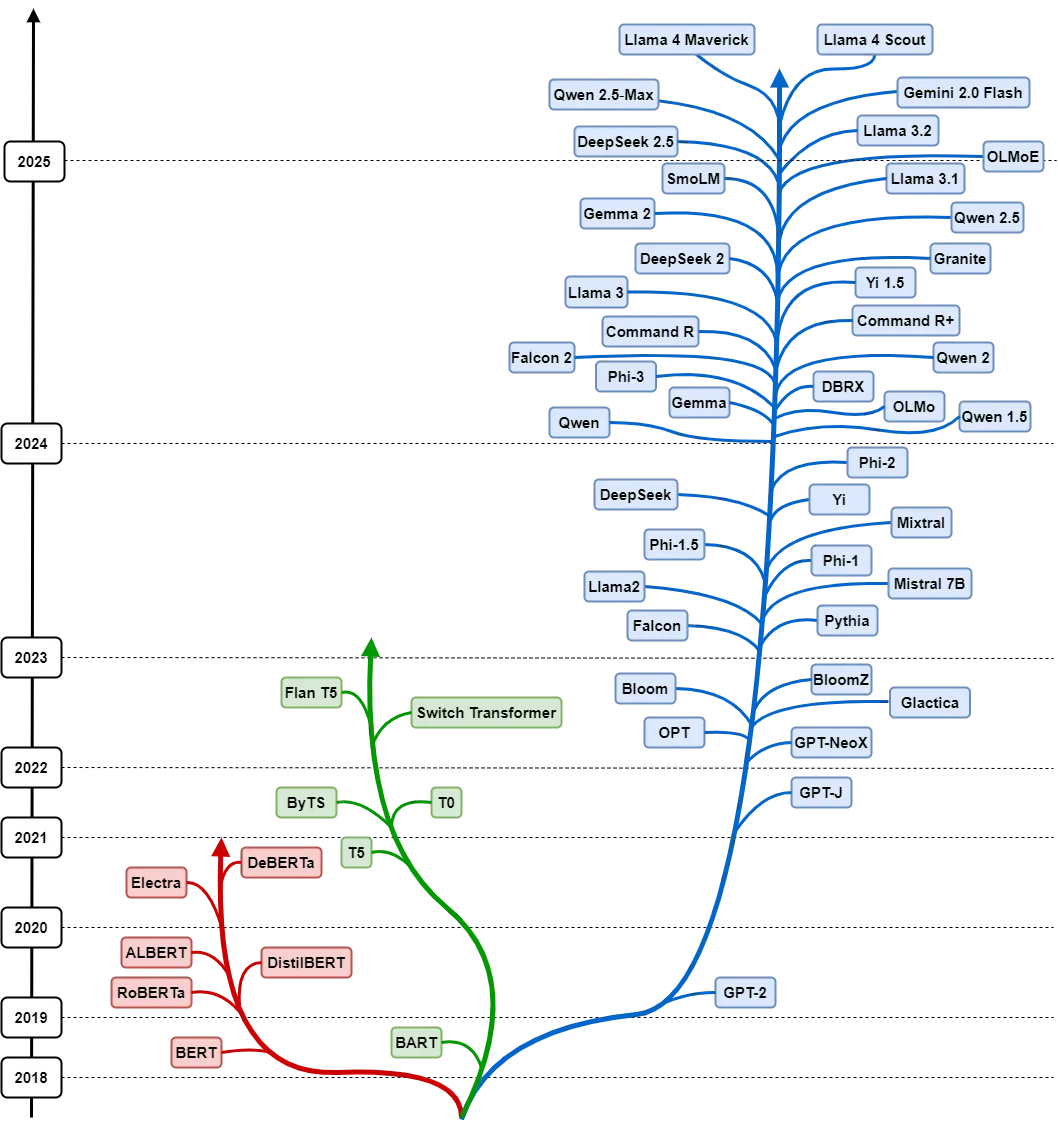 Llama 4 Maverick
Llama 4 Scout
Qwen 2.5-Max
Gemini 2.0 Flash
Llama 3.2
DeepSeek 2.5
OLMoE
2025
SmoLM
Llama 3.1
Gemma 2
Qwen 2.5
DeepSeek 2
Granite
Yi 1.5
Llama 3
Command R+
Command R
Falcon 2
Qwen 2
Phi-3
DBRX
Gemma
OLMo
Qwen 1.5
Qwen
2024
Phi-2
DeepSeek
Yi
Mixtral
Phi-1.5
Phi-1
Mistral 7B
Llama2
Pythia
Falcon
2023
BloomZ
Bloom
Flan T5
Glactica
Switch Transformer
OPT
GPT-NeoX
2022
GPT-J
ByTS
T0
2021
T5
DeBERTa
Electra
2020
ALBERT
DistilBERT
RoBERTa
GPT-2
2019
BART
BERT
2018